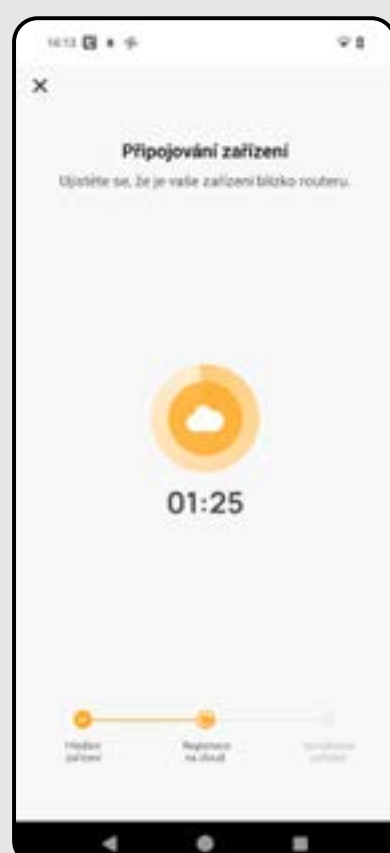 14:13
Připojování zařízení
Ujistěte se, že je vaše zařízení blízko routeru.
01:25
Hledání
zařízení
Registrace
na cloud
zařízení